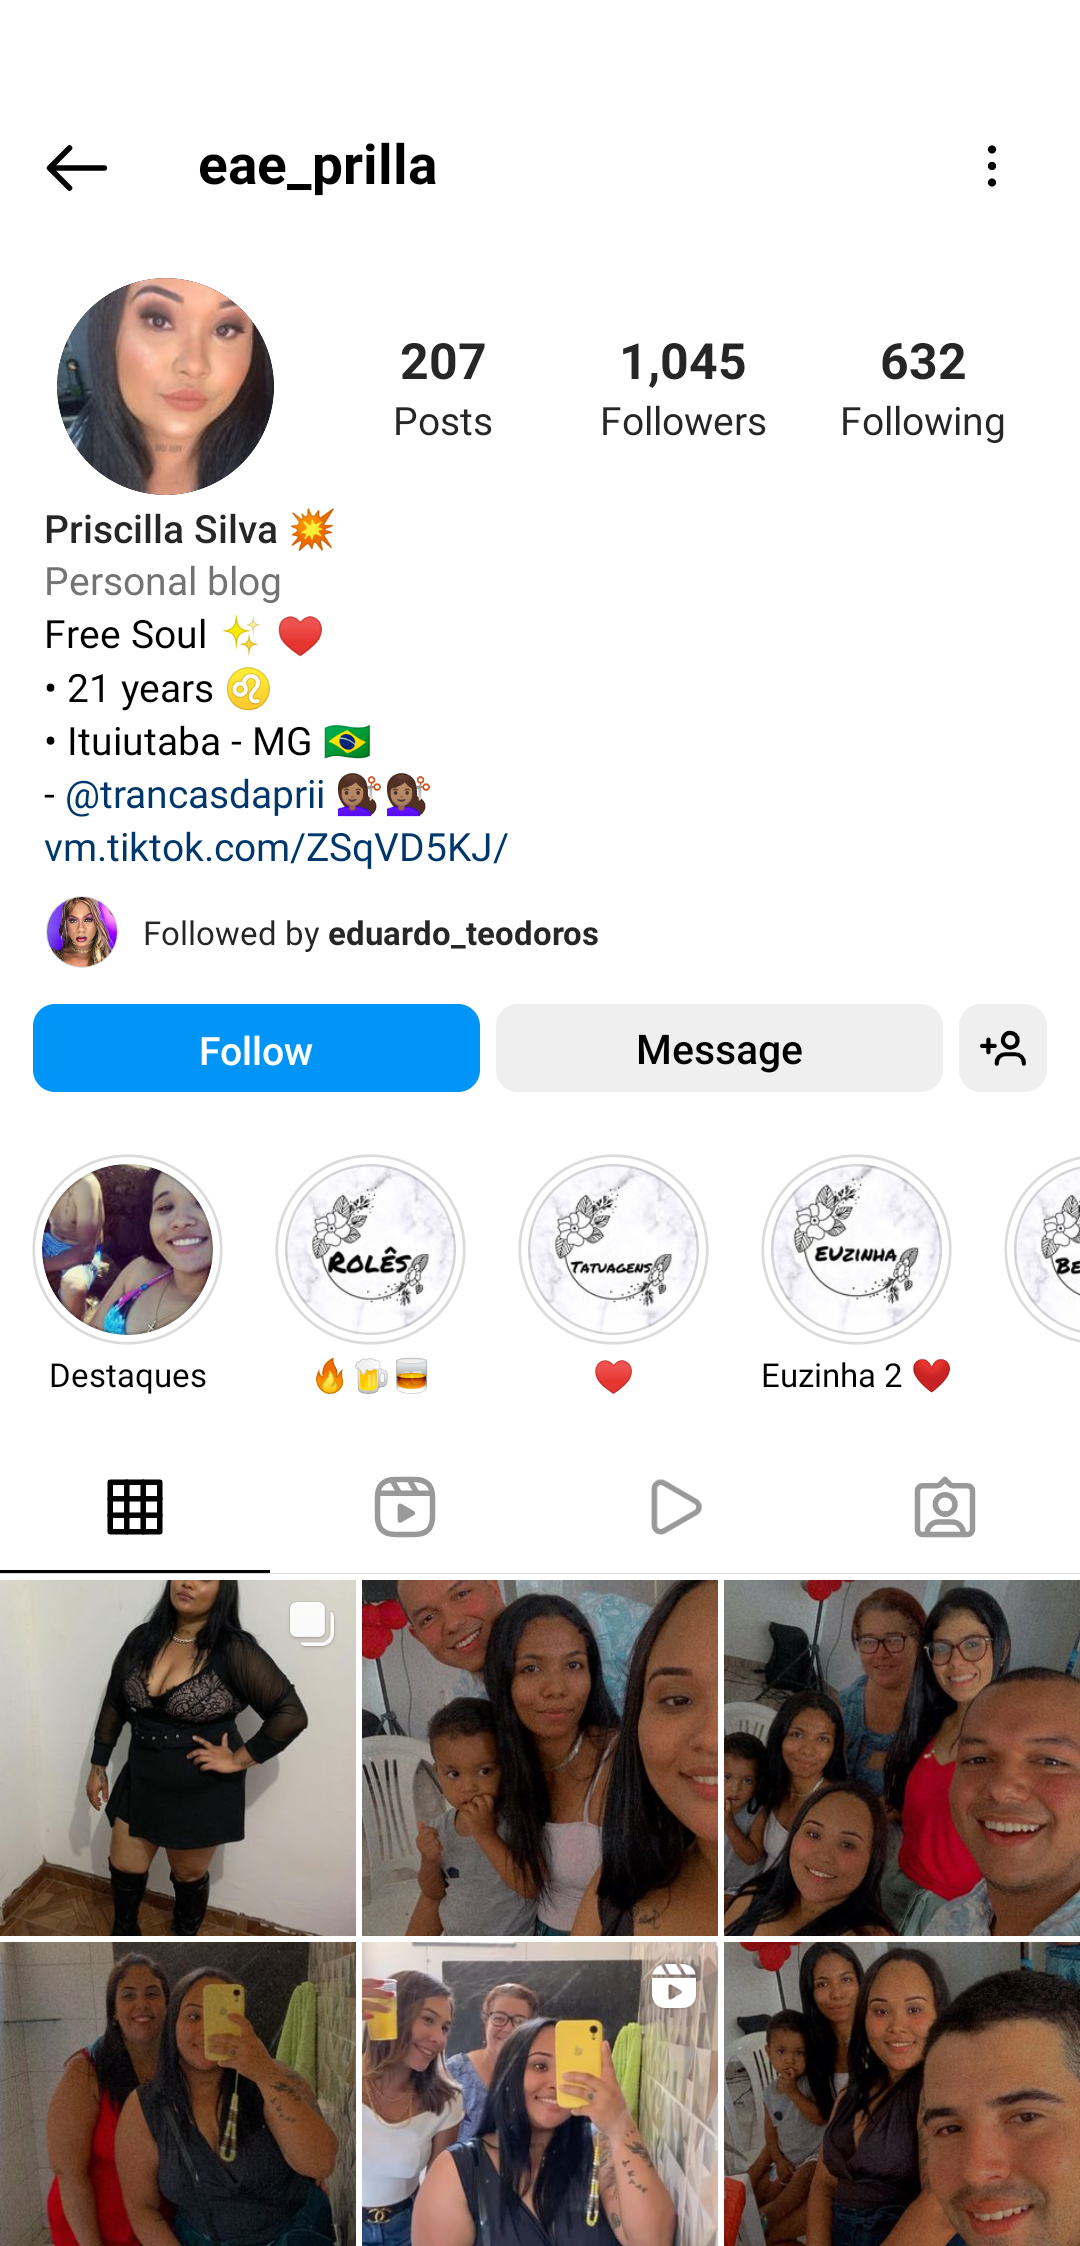 eae_prilla
207
1,045
632
Posts
Followers
Following
Priscilla Silva 💥
Personal blog
Free Soul ✨ ❤️
• 21 years ♌
• Ituiutaba - MG 🇧🇷
- @trancasdaprii 💇🏾‍♀️💇🏾‍♀️
vm.tiktok.com/ZSqVD5KJ/
Followed by eduardo_teodoros
Follow
Message
ROLÊS
TATUAGENS
EUZINHA
BE
Destaques
🔥🍺🥃
❤️
Euzinha 2 ❤️